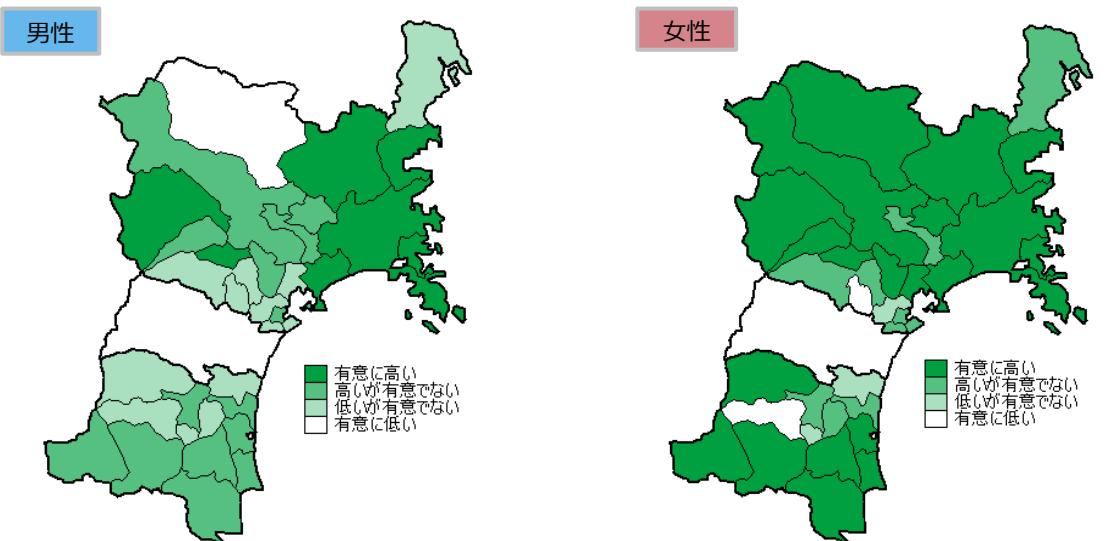 男性
女性
有意に高い
高いが有意でない
低いが有意でない
有意に低い
有意に高い
高いが有意でない
低いが有意でない
有意に低い